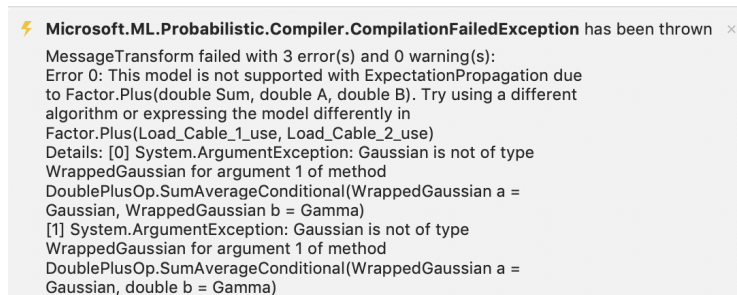 Microsoft.ML.Probabilistic.Compiler.CompilationFailedException has been thrown ×
MessageTransform failed with 3 error(s) and 0 warning(s):
Error 0: This model is not supported with ExpectationPropagation due
to Factor.Plus(double Sum, double A, double B). Try using a different
algorithm or expressing the model differently in
Factor.Plus(Load_Cable_1_use, Load_Cable_2_use)
Details: [0] System.ArgumentException: Gaussian is not of type
WrappedGaussian for argument 1 of method
DoublePlusOp.SumAverageConditional(WrappedGaussian a =
Gaussian, WrappedGaussian b = Gamma)
[1] System.ArgumentException: Gaussian is not of type
WrappedGaussian for argument 1 of method
DoublePlusOp.SumAverageConditional(WrappedGaussian a =
Gaussian, double b = Gamma)